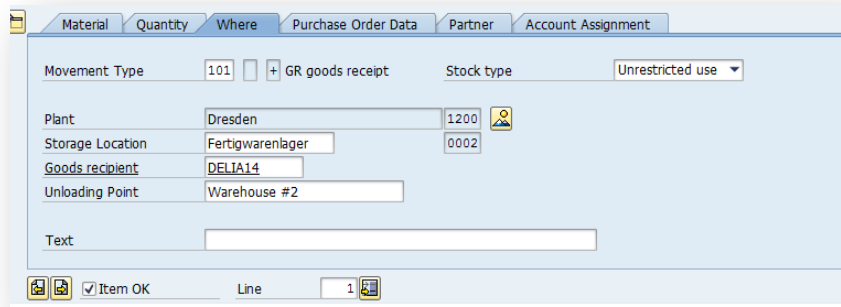 Material Quantity Where Purchase Order Data Partner Account Assignment
Movement Type 101 + GR goods receipt Stock type Unrestricted use
Plant Dresden 1200
Storage Location Fertigwarenlager 0002
Goods recipient DELIA14
Unloading Point Warehouse #2
Text
Item OK Line 1